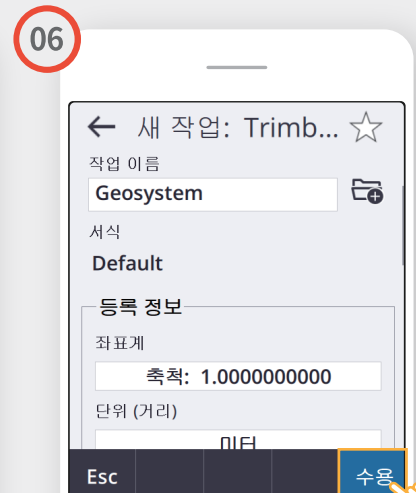 06
새 작업: Trimb...
작업 이름
Geosystem
서식
Default
등록 정보
좌표계
축척: 1.0000000000
단위 (거리)
미터
Esc
수용